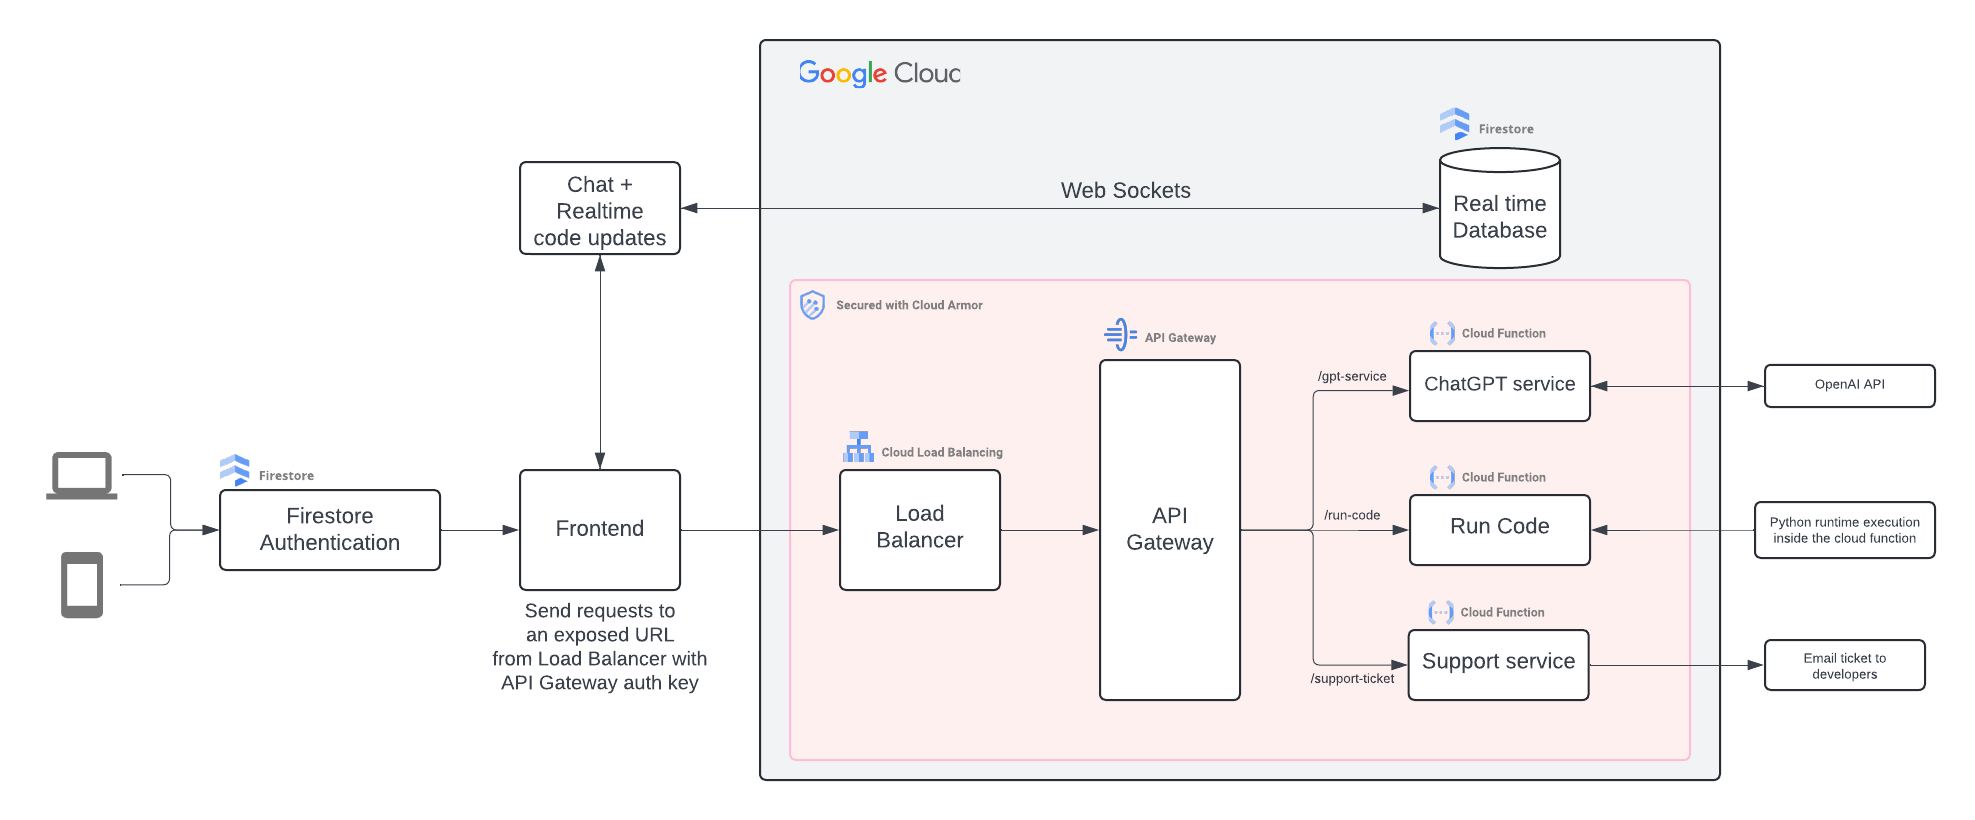 Google Cloud
Firestore
Chat +
Realtime
code updates
Web Sockets
Real time
Database
Secured with Cloud Armor
API Gateway
Cloud Function
/gpt-service
ChatGPT service
OpenAI API
Cloud Load Balancing
Firestore
Firestore
Authentication
Frontend
Load
Balancer
API
Gateway
Cloud Function
/run-code
Run Code
Python runtime execution
inside the cloud function
Send requests to
an exposed URL
from Load Balancer with
API Gateway auth key
Cloud Function
Support service
/support-ticket
Email ticket to
developers